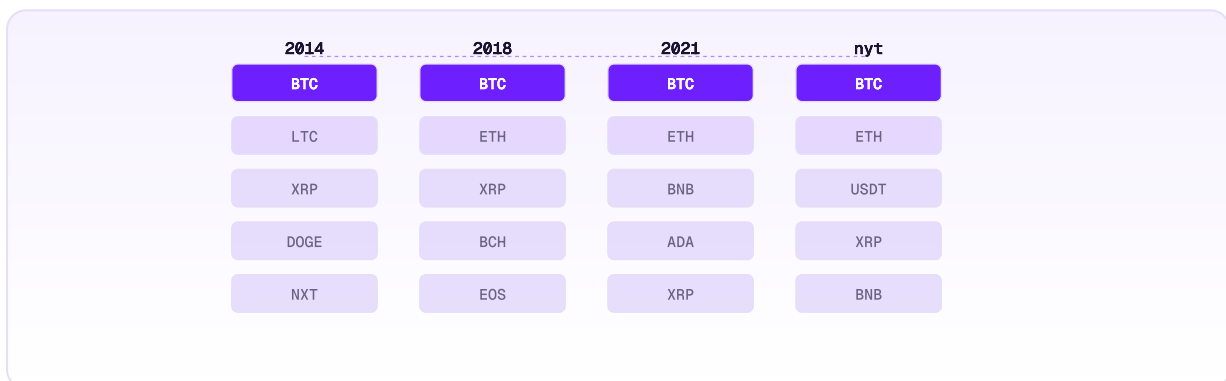 2014 2018 2021 nyt
BTC BTC BTC BTC
LTC ETH ETH ETH
XRP XRP BNB USDT
DOGE BCH ADA XRP
NXT EOS XRP BNB